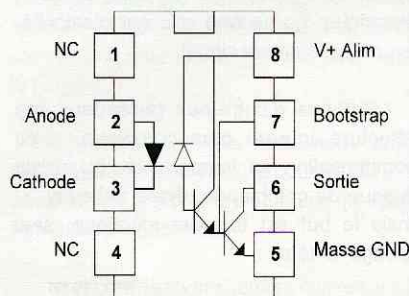 NC 1 8 V+ Alim
Anode 2 7 Bootstrap
Cathode 3 6 Sortie
NC 4 5 Masse GND